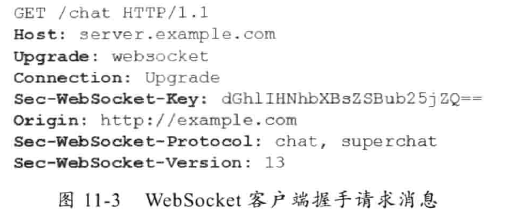 GET /chat HTTP/1.1
Host: server.example.com
Upgrade: websocket
Connection: Upgrade
Sec-WebSocket-Key: dGhlIHNhbXBsZSBub25jZQ==
Origin: http://example.com
Sec-WebSocket-Protocol: chat, superchat
Sec-WebSocket-Version: 13
图 11-3 WebSocket 客户端握手请求消息